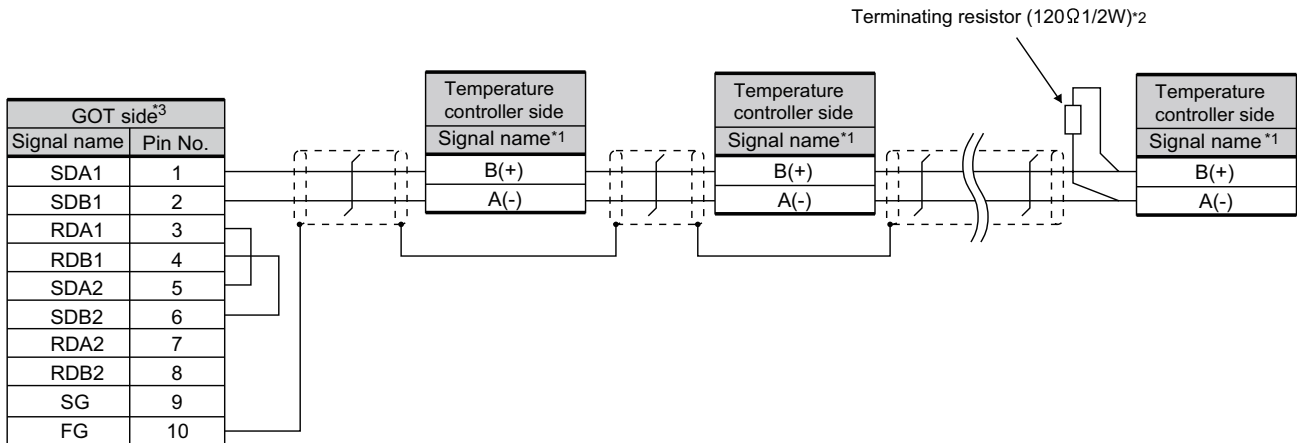 Terminating resistor (120Ω1/2W)*2
GOT side*3
Signal name Pin No.
SDA1 1
SDB1 2
RDA1 3
RDB1 4
SDA2 5
SDB2 6
RDA2 7
RDB2 8
SG 9
FG 10
Temperature
controller side
Signal name*1
B(+)
A(-)
Temperature
controller side
Signal name*1
B(+)
A(-)
Temperature
controller side
Signal name*1
B(+)
A(-)